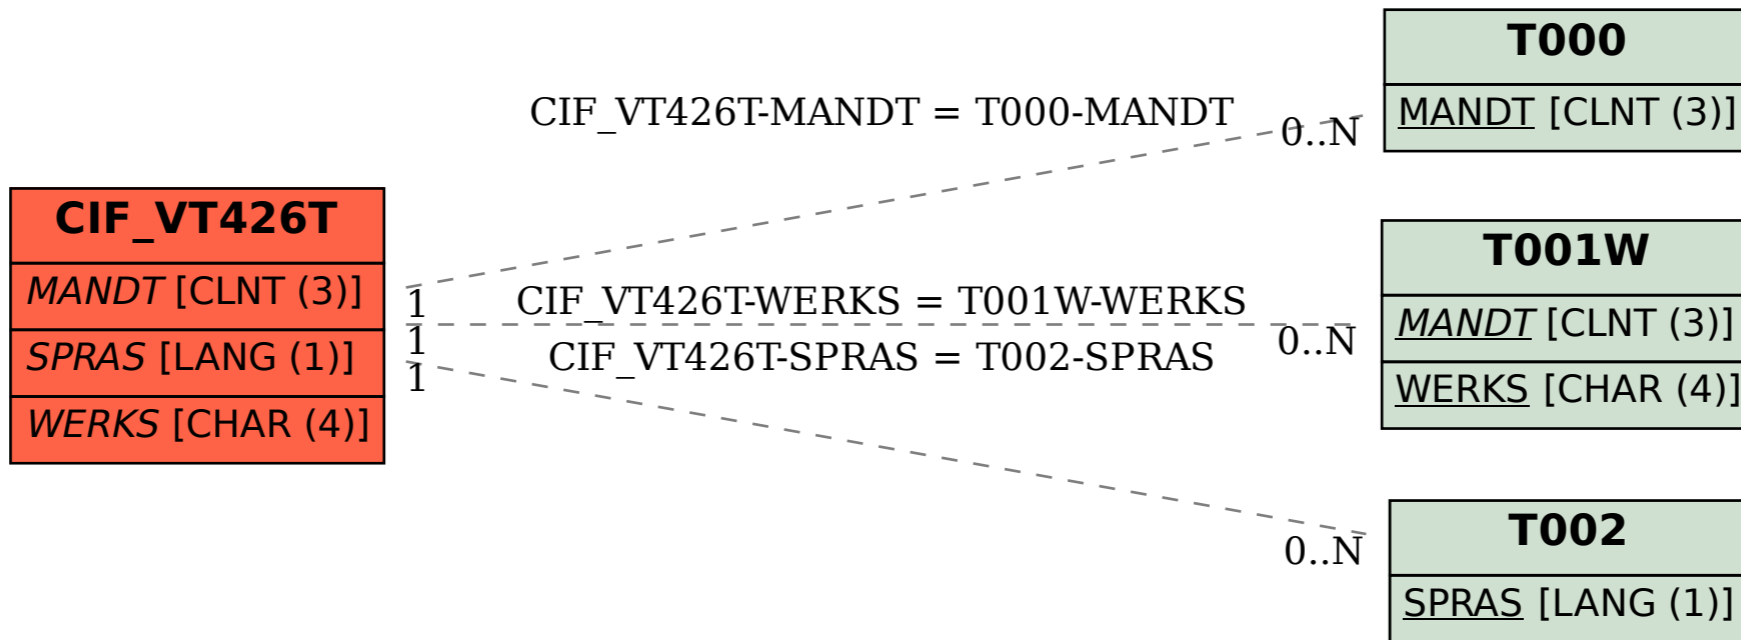 CIF_VT426T
MANDT [CLNT (3)]
SPRAS [LANG (1)]
WERKS [CHAR (4)]
CIF_VT426T-MANDT = T000-MANDT
0..N
1
CIF_VT426T-WERKS = T001W-WERKS
1
0..N
CIF_VT426T-SPRAS = T002-SPRAS
1
0..N
T000
MANDT [CLNT (3)]
T001W
MANDT [CLNT (3)]
WERKS [CHAR (4)]
T002
SPRAS [LANG (1)]